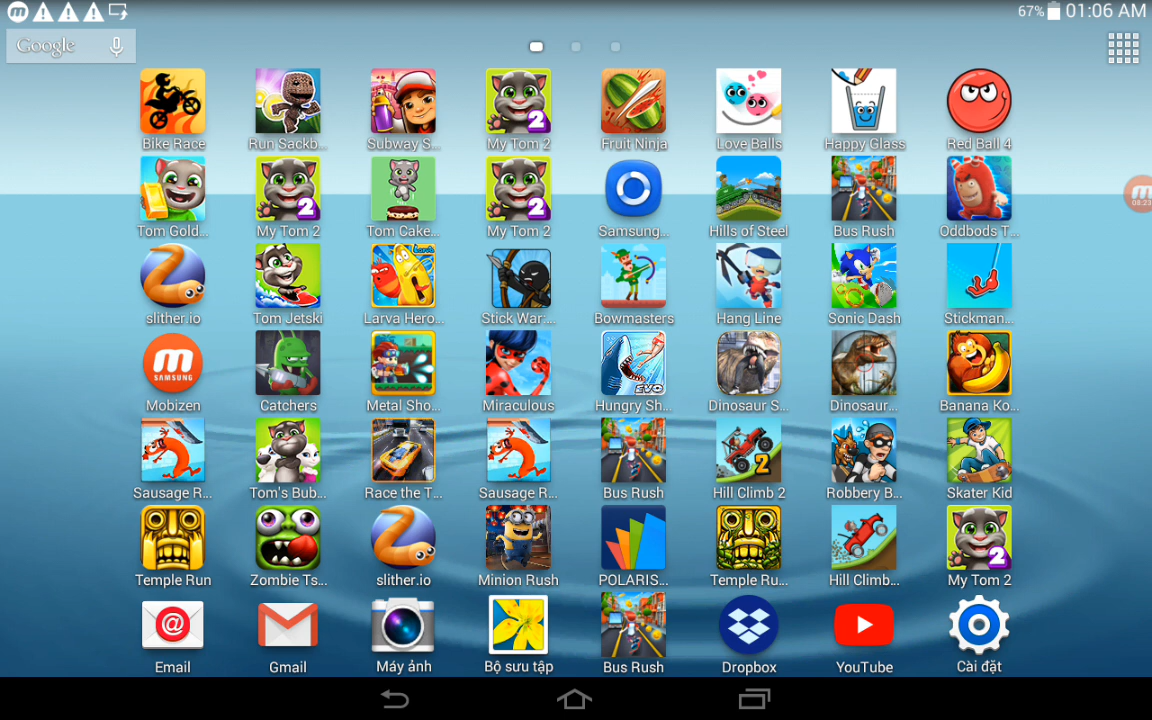 67% 01:06 AM
Google
Bike Race Run Sackb... Subway S... My Tom 2 Fruit Ninja Love Balls Happy Glass Red Ball 4
Tom Gold... My Tom 2 Tom Cake... My Tom 2 Samsung... Hills of Steel Bus Rush Oddbods T...
08:23
slither.io Tom Jetski Larva Hero... Stick War:... Bowmasters Hang Line Sonic Dash Stickman...
Mobizen Catchers Metal Sho... Miraculous Hungry Sh... Dinosaur S... Dinosaur... Banana Ko...
Sausage R... Tom's Bub... Race the T... Sausage R... Bus Rush Hill Climb 2 Robbery B... Skater Kid
Temple Run Zombie Ts... slither.io Minion Rush POLARIS... Temple Ru... Hill Climb... My Tom 2
Email Gmail Máy ảnh Bộ sưu tập Bus Rush Dropbox YouTube Cài đặt